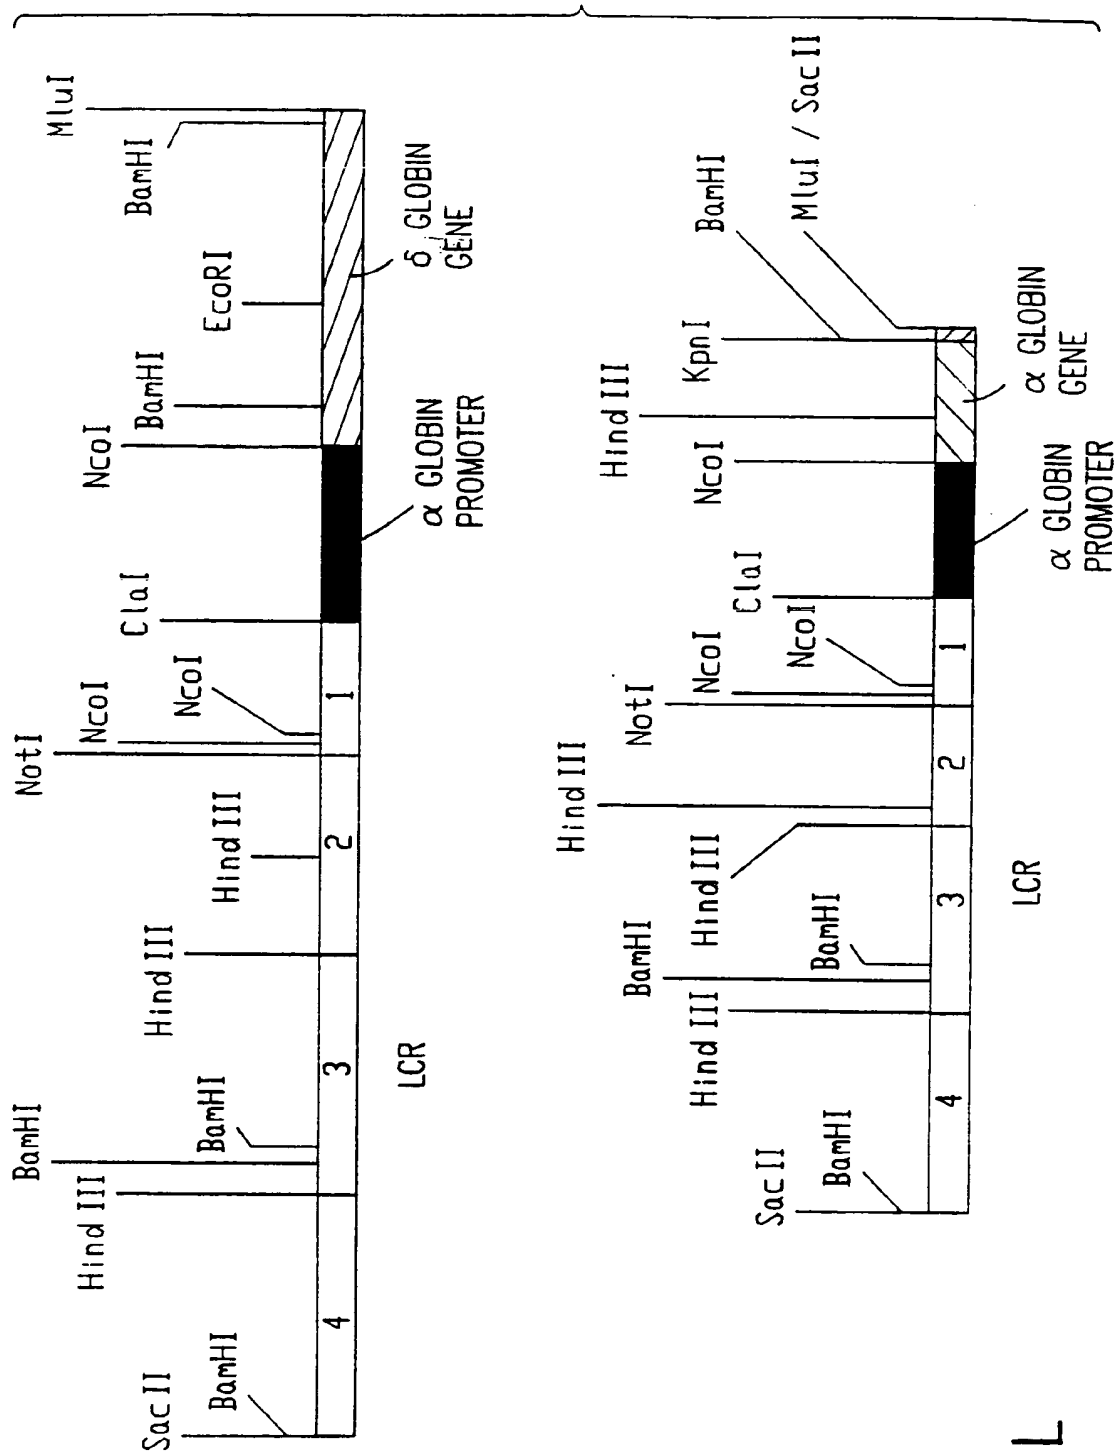 SacII
BamHI
HindIII
BamHI
BamHI
HindIII
HindIII
NotI
NcoI
NcoI
ClaI
NcoI
BamHI
EcoRI
BamHI
MluI
4
3
2
1
LCR
α GLOBIN
PROMOTER
δ GLOBIN
GENE
SacII
BamHI
HindIII
BamHI
BamHI
HindIII
HindIII
NotI
NcoI
NcoI
ClaI
NcoI
HindIII
KpnI
BamHI
MluI / SacII
4
3
2
1
LCR
α GLOBIN
PROMOTER
α GLOBIN
GENE